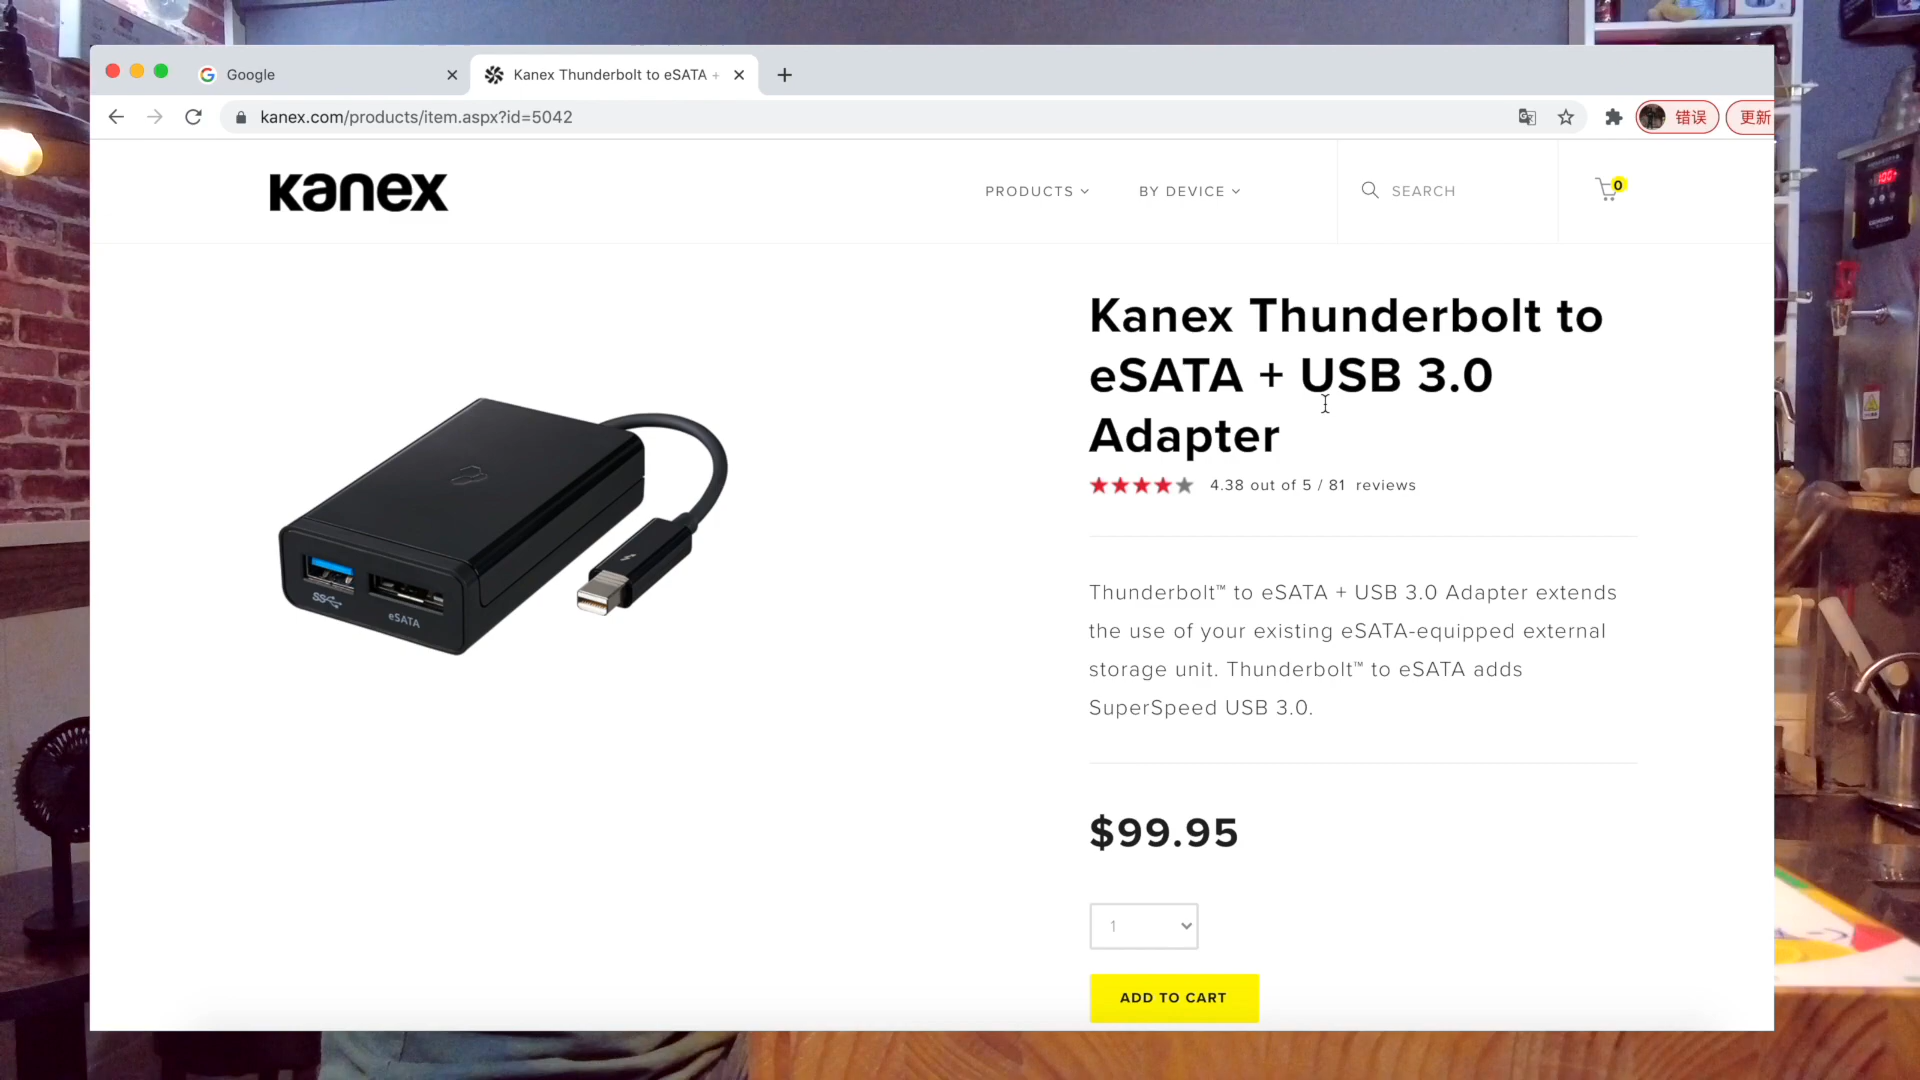 Google
Kanex Thunderbolt to eSATA +
kanex.com/products/item.aspx?id=5042
错误
更新
Kanex
PRODUCTS
BY DEVICE
SEARCH
0
Kanex Thunderbolt to
eSATA + USB 3.0
Adapter
4.38 out of 5 / 81 reviews
Thunderbolt™ to eSATA + USB 3.0 Adapter extends
the use of your existing eSATA-equipped external
storage unit. Thunderbolt™ to eSATA adds
SuperSpeed USB 3.0.
$99.95
1
ADD TO CART
SS
eSATA
100